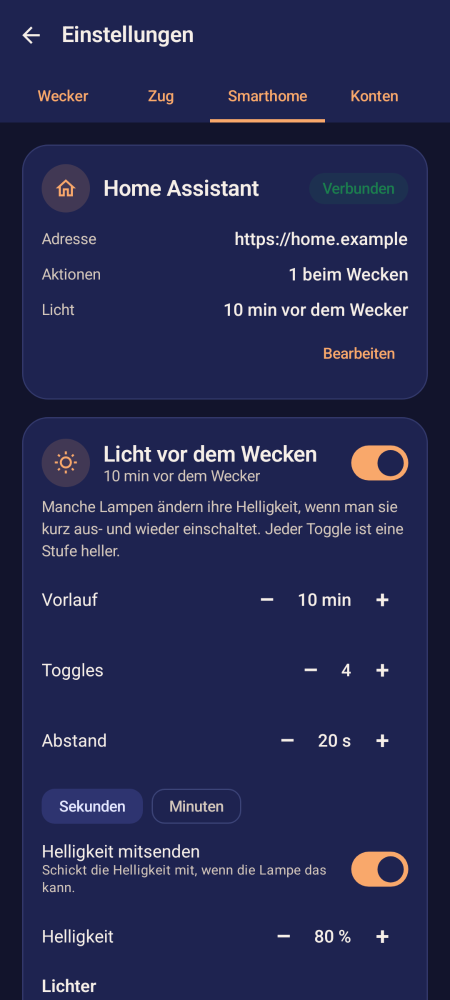 Einstellungen
Wecker Zug Smarthome Konten
Home Assistant Verbunden
Adresse https://home.example
Aktionen 1 beim Wecken
Licht 10 min vor dem Wecker
Bearbeiten
Licht vor dem Wecken
10 min vor dem Wecker
Manche Lampen ändern ihre Helligkeit, wenn man sie
kurz aus- und wieder einschaltet. Jeder Toggle ist eine
Stufe heller.
Vorlauf − 10 min +
Toggles − 4 +
Abstand − 20 s +
Sekunden Minuten
Helligkeit mitsenden
Schickt die Helligkeit mit, wenn die Lampe das
kann.
Helligkeit − 80 % +
Lichter